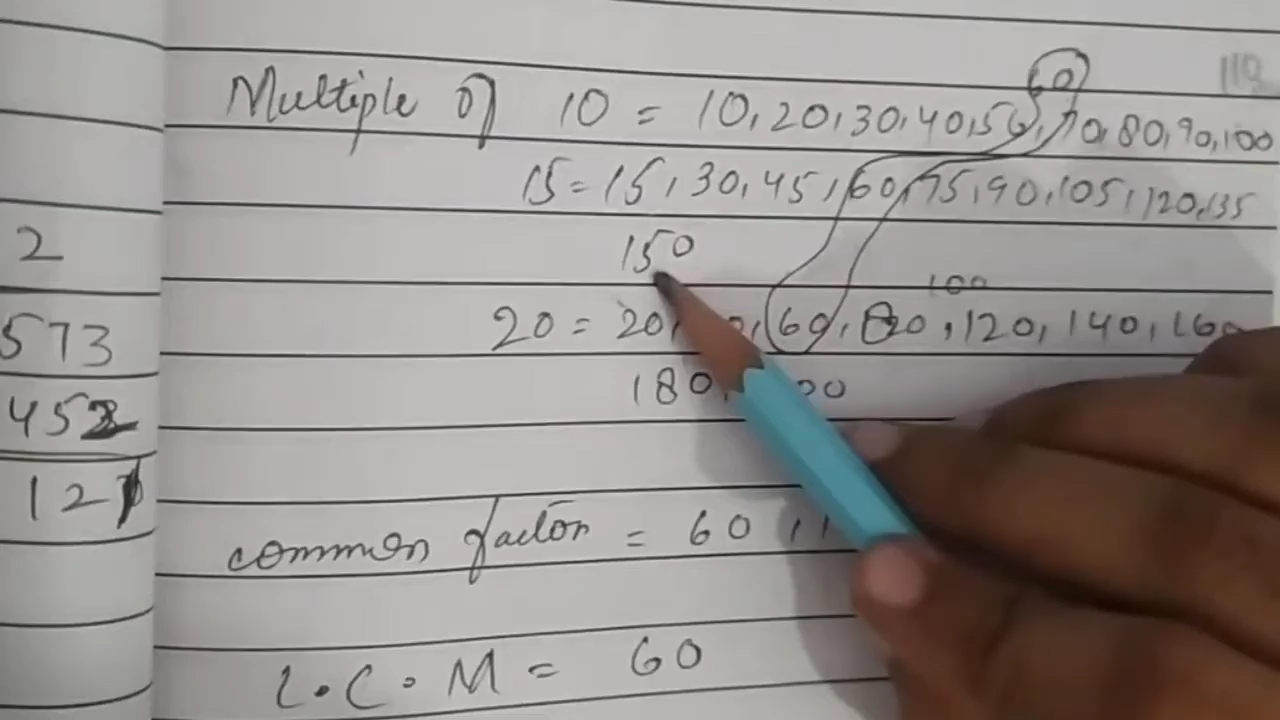 119
60
Multiple of 10 = 10, 20, 30, 40, 50, 70, 80, 90, 100
15 = 15, 30, 45, 60, 75, 90, 105, 120, 135
150
100
20 = 20, 60, 80, 120, 140, 160
180,
common factor = 60
L.C.M = 60
2
573
452
121